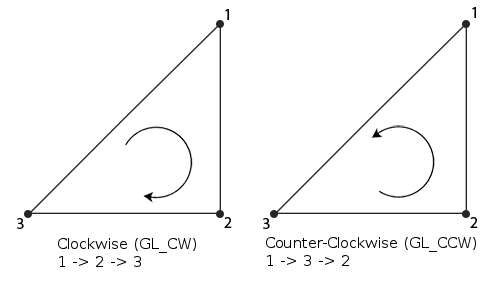 1
3
2
Clockwise (GL_CW)
1 -> 2 -> 3
1
3
2
Counter-Clockwise (GL_CCW)
1 -> 3 -> 2